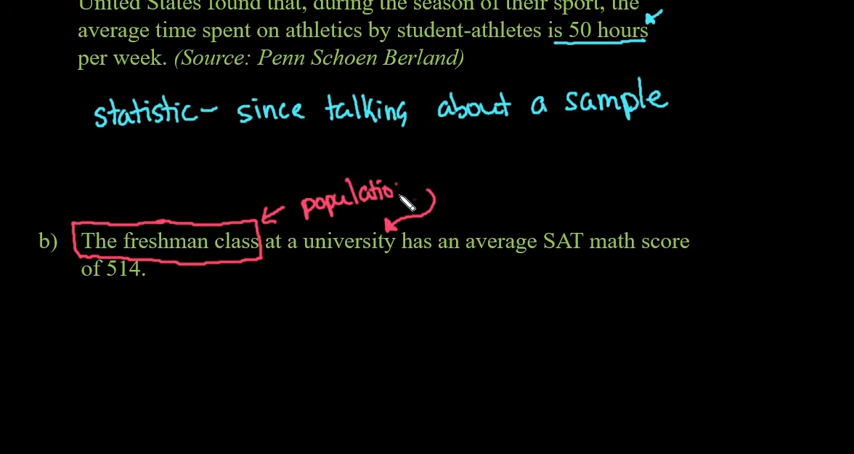 United States found that, during the season of their sport, the
average time spent on athletics by student-athletes is 50 hours
per week. (Source: Penn Schoen Berland)
statistic- since talking about a sample
populatio
b) The freshman class at a university has an average SAT math score
of 514.